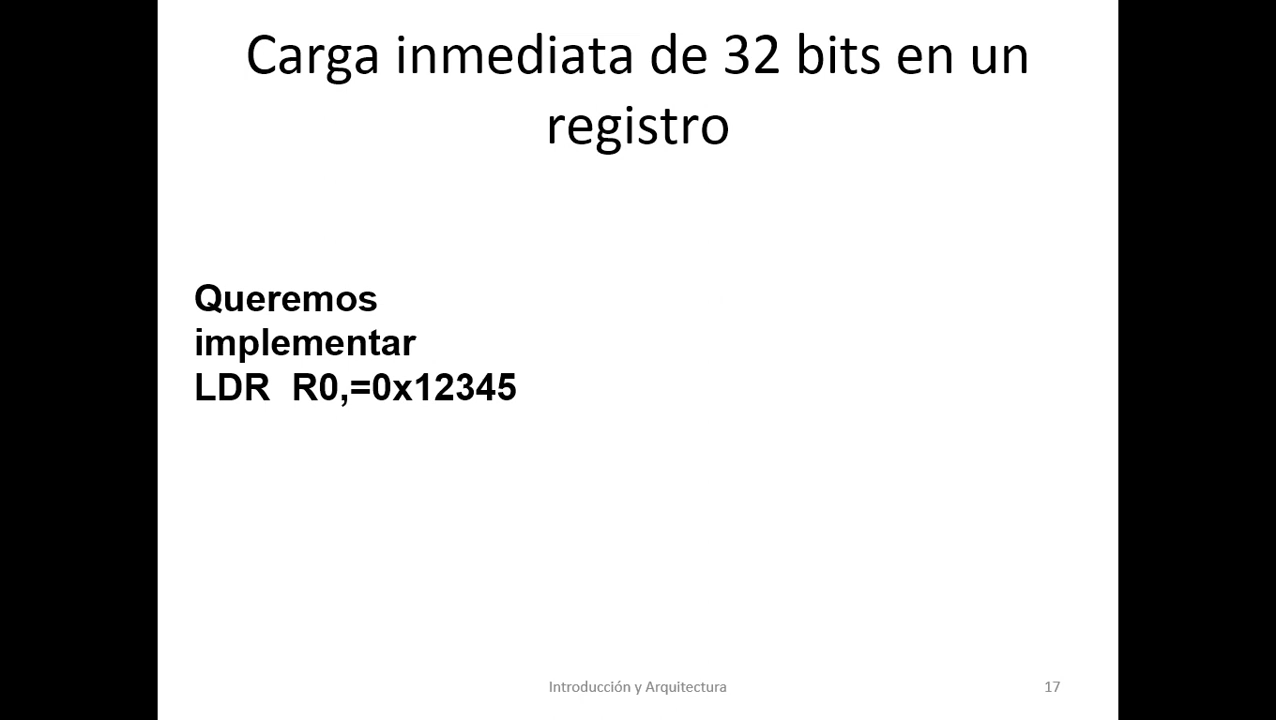 Carga inmediata de 32 bits en un
registro
Queremos
implementar
LDR R0,=0x12345
Introducción y Arquitectura
17